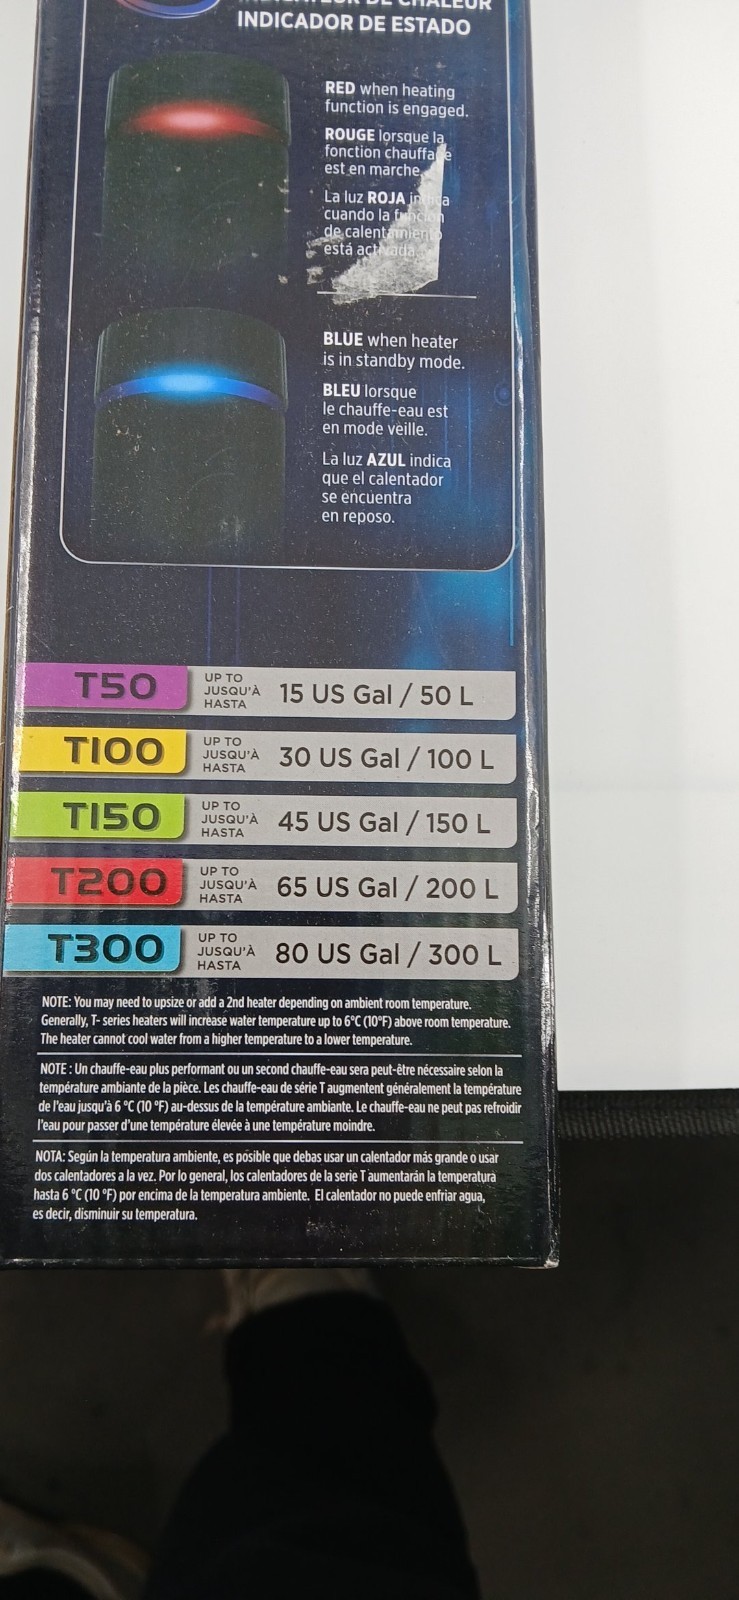 INDICADOR DE ESTADO
RED when heating
function is engaged.
ROUGE lorsque la
fonction chauffage
est en marche.
La luz ROJA indica
cuando la función
de calentamiento
está activada.
BLUE when heater
is in standby mode.
BLEU lorsque
le chauffe-eau est
en mode veille.
La luz AZUL indica
que el calentador
se encuentra
en reposo.
T50
UP TO
JUSQU'À
HASTA
15 US Gal / 50 L
T100
UP TO
JUSQU'À
HASTA
30 US Gal / 100 L
T150
UP TO
JUSQU'À
HASTA
45 US Gal / 150 L
T200
UP TO
JUSQU'À
HASTA
65 US Gal / 200 L
T300
UP TO
JUSQU'À
HASTA
80 US Gal / 300 L
NOTE: You may need to upsize or add a 2nd heater depending on ambient room temperature.
Generally, T- series heaters will increase water temperature up to 6°C (10°F) above room temperature.
The heater cannot cool water from a higher temperature to a lower temperature.
NOTE : Un chauffe-eau plus performant ou un second chauffe-eau sera peut-être nécessaire selon la
température ambiante de la pièce. Les chauffe-eau de série T augmentent généralement la température
de l'eau jusqu'à 6 °C (10 °F) au-dessus de la température ambiante. Le chauffe-eau ne peut pas refroidir
l'eau pour passer d'une température élevée à une température moindre.
NOTA: Según la temperatura ambiente, es posible que debas usar un calentador más grande o usar
dos calentadores a la vez. Por lo general, los calentadores de la serie T aumentarán la temperatura
hasta 6 °C (10 °F) por encima de la temperatura ambiente. El calentador no puede enfriar agua,
es decir, disminuir su temperatura.